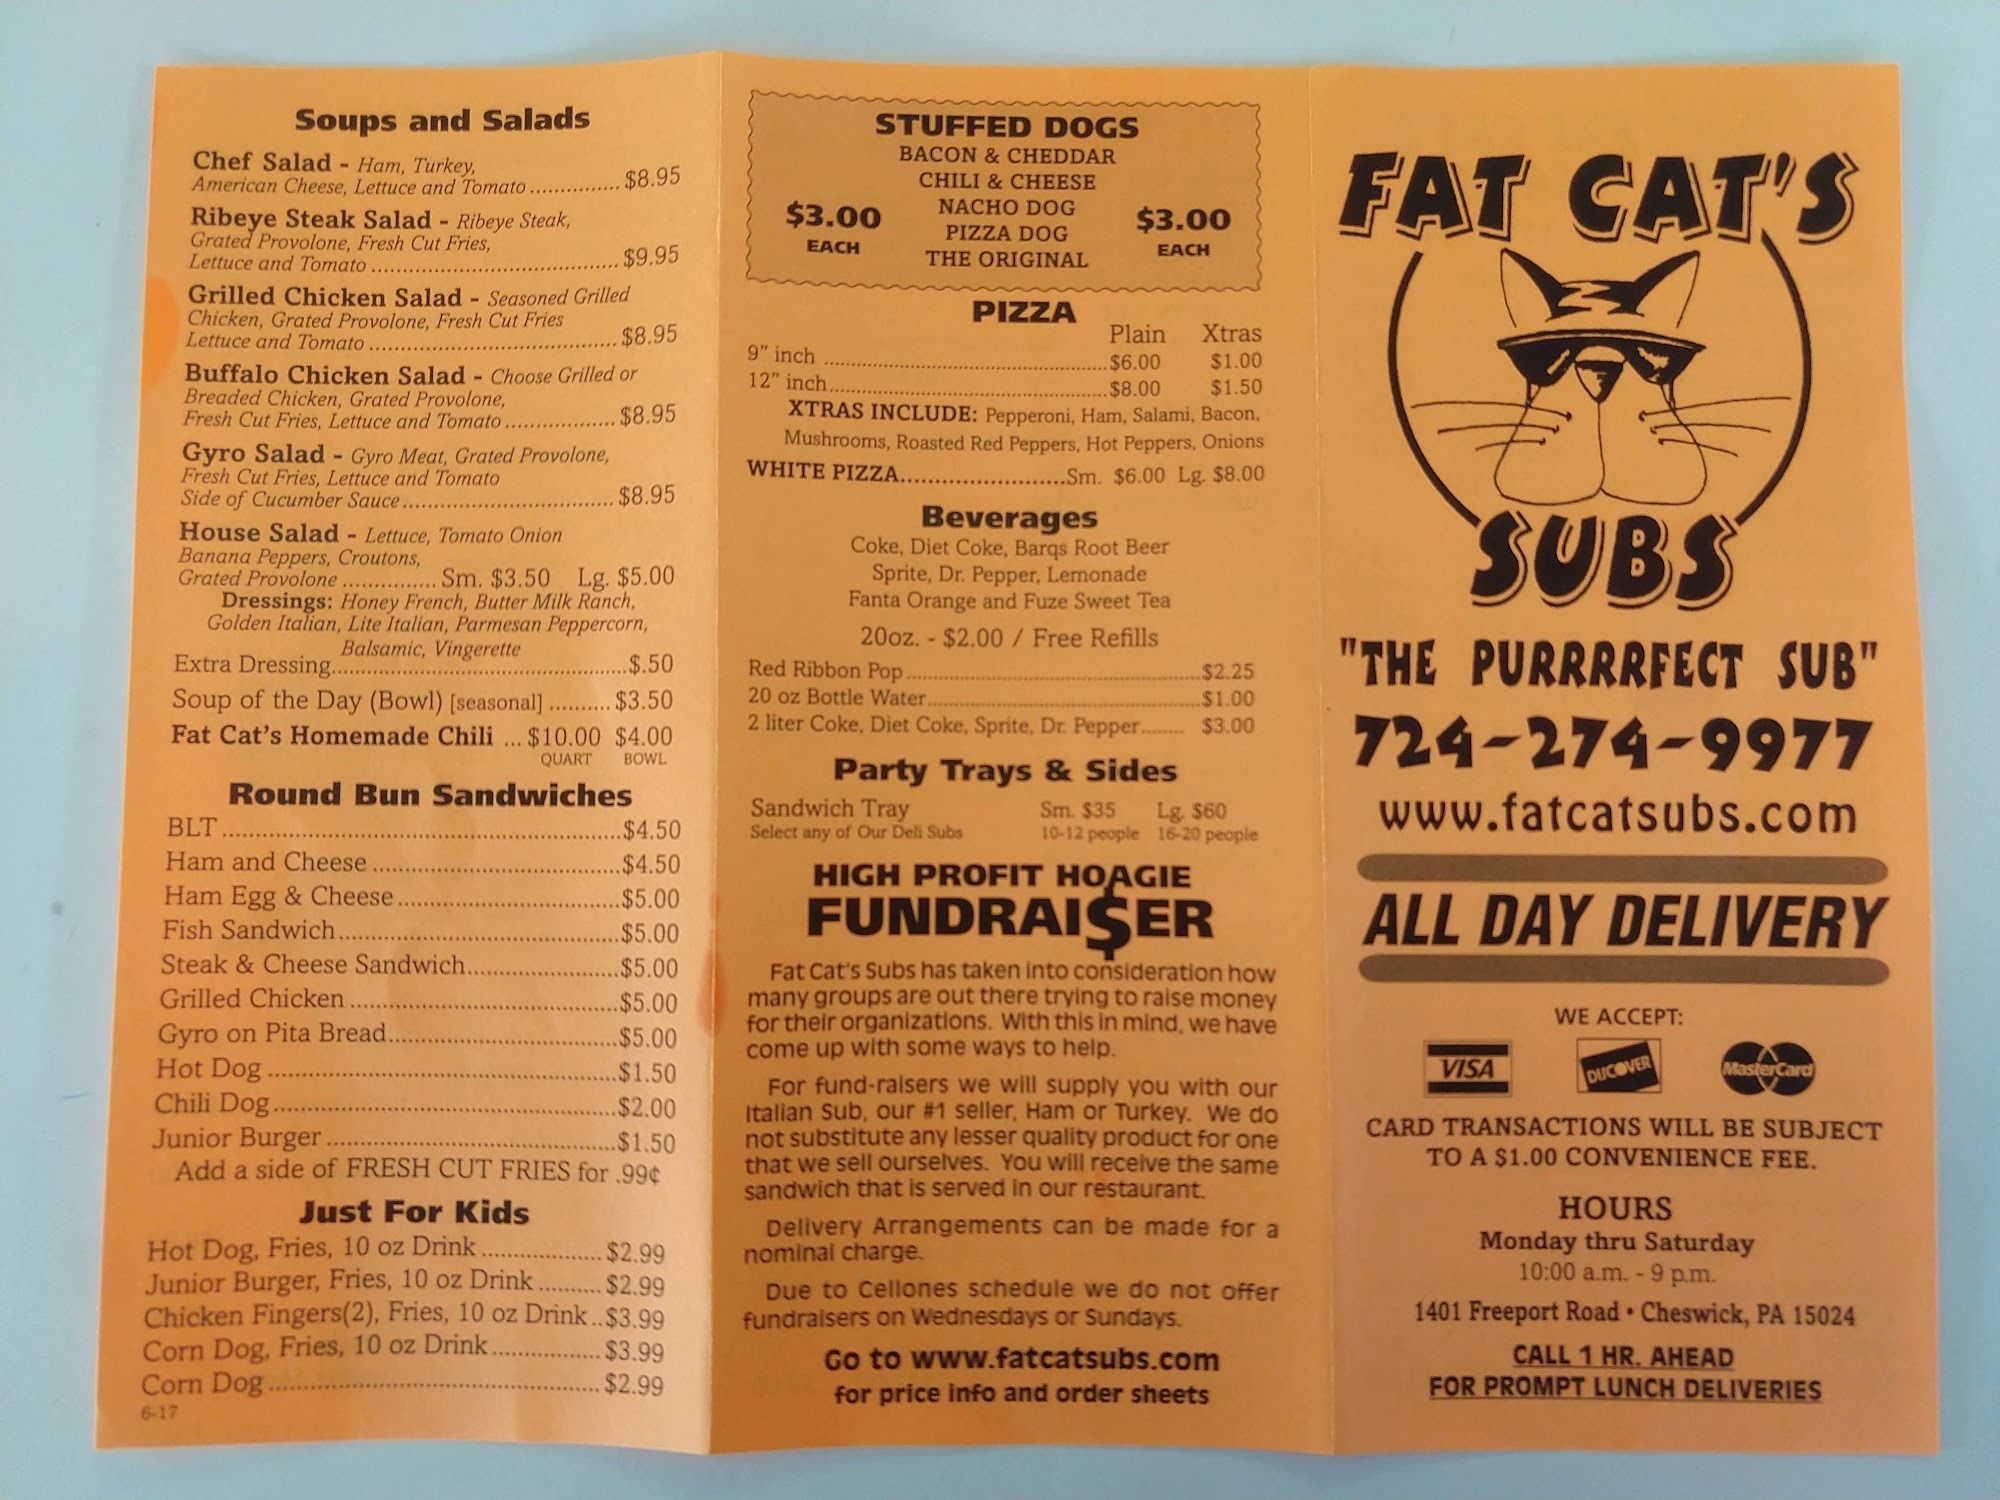 Soups and Salads
Chef Salad - Ham, Turkey,
American Cheese, Lettuce and Tomato ............... $8.95
Ribeye Steak Salad - Ribeye Steak,
Grated Provolone, Fresh Cut Fries,
Lettuce and Tomato ........................................ $9.95
Grilled Chicken Salad - Seasoned Grilled
Chicken, Grated Provolone, Fresh Cut Fries
Lettuce and Tomato ........................................ $8.95
Buffalo Chicken Salad - Choose Grilled or
Breaded Chicken, Grated Provolone,
Fresh Cut Fries, Lettuce and Tomato .................. $8.95
Gyro Salad - Gyro Meat, Grated Provolone,
Fresh Cut Fries, Lettuce and Tomato
Side of Cucumber Sauce .................................. $8.95
House Salad - Lettuce, Tomato Onion
Banana Peppers, Croutons,
Grated Provolone ............... Sm. $3.50 Lg. $5.00
Dressings: Honey French, Butter Milk Ranch,
Golden Italian, Lite Italian, Parmesan Peppercorn,
Balsamic, Vingerette
Extra Dressing................................................$.50
Soup of the Day (Bowl) [seasonal] .......... $3.50
Fat Cat's Homemade Chili ... $10.00 $4.00
QUART BOWL
Round Bun Sandwiches
BLT ................................................................$4.50
Ham and Cheese ........................................$4.50
Ham Egg & Cheese....................................$5.00
Fish Sandwich.............................................$5.00
Steak & Cheese Sandwich.........................$5.00
Grilled Chicken ...........................................$5.00
Gyro on Pita Bread.....................................$5.00
Hot Dog .......................................................$1.50
Chili Dog......................................................$2.00
Junior Burger ..............................................$1.50
Add a side of FRESH CUT FRIES for .99¢
Just For Kids
Hot Dog, Fries, 10 oz Drink ................... $2.99
Junior Burger, Fries, 10 oz Drink .......... $2.99
Chicken Fingers(2), Fries, 10 oz Drink .. $3.99
Corn Dog, Fries, 10 oz Drink................. $3.99
Corn Dog .................................................... $2.99
6-17
STUFFED DOGS
BACON & CHEDDAR
CHILI & CHEESE
NACHO DOG
PIZZA DOG
THE ORIGINAL
$3.00 EACH
$3.00 EACH
PIZZA
Plain Xtras
9" inch ..............................................$6.00 $1.00
12" inch.............................................$8.00 $1.50
XTRAS INCLUDE: Pepperoni, Ham, Salami, Bacon,
Mushrooms, Roasted Red Peppers, Hot Peppers, Onions
WHITE PIZZA..........................Sm. $6.00 Lg. $8.00
Beverages
Coke, Diet Coke, Barqs Root Beer
Sprite, Dr. Pepper, Lemonade
Fanta Orange and Fuze Sweet Tea
20oz. - $2.00 / Free Refills
Red Ribbon Pop ................................................$2.25
20 oz Bottle Water.............................................$1.00
2 liter Coke, Diet Coke, Sprite, Dr. Pepper........ $3.00
Party Trays & Sides
Sandwich Tray Sm. $35 Lg. $60
Select any of Our Deli Subs 10-12 people 16-20 people
HIGH PROFIT HOAGIE
FUNDRAI$ER
Fat Cat's Subs has taken into consideration how
many groups are out there trying to raise money
for their organizations. With this in mind, we have
come up with some ways to help.
For fund-raisers we will supply you with our
Italian Sub, our #1 seller, Ham or Turkey. We do
not substitute any lesser quality product for one
that we sell ourselves. You will receive the same
sandwich that is served in our restaurant.
Delivery Arrangements can be made for a
nominal charge.
Due to Cellones schedule we do not offer
fundraisers on Wednesdays or Sundays.
Go to www.fatcatsubs.com
for price info and order sheets
FAT CAT'S
SUBS
"THE PURRRRFECT SUB"
724-274-9977
www.fatcatsubs.com
ALL DAY DELIVERY
WE ACCEPT:
VISA DISCOVER MasterCard
CARD TRANSACTIONS WILL BE SUBJECT
TO A $1.00 CONVENIENCE FEE.
HOURS
Monday thru Saturday
10:00 a.m. - 9 p.m.
1401 Freeport Road • Cheswick, PA 15024
CALL 1 HR. AHEAD
FOR PROMPT LUNCH DELIVERIES